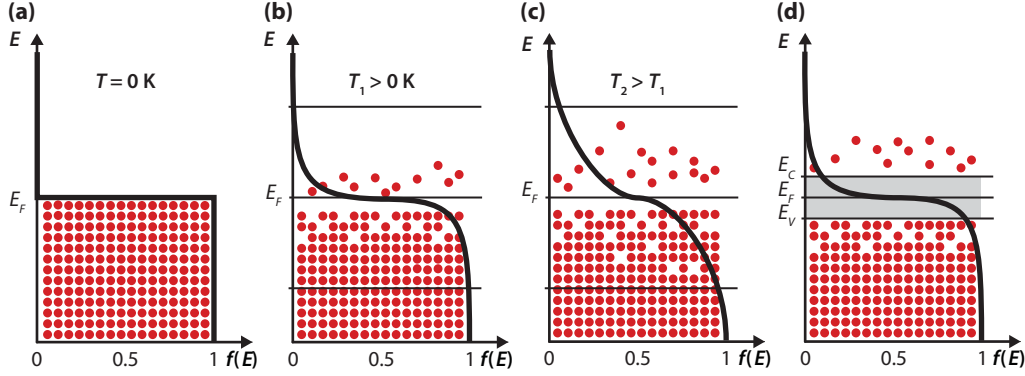 (a)
E
T = 0 K
E_F
0
0.5
1
f(E)
(b)
E
T_1 > 0 K
E_F
0
0.5
1
f(E)
(c)
E
T_2 > T_1
E_F
0
0.5
1
f(E)
(d)
E
E_C
E_F
E_V
0
0.5
1
f(E)